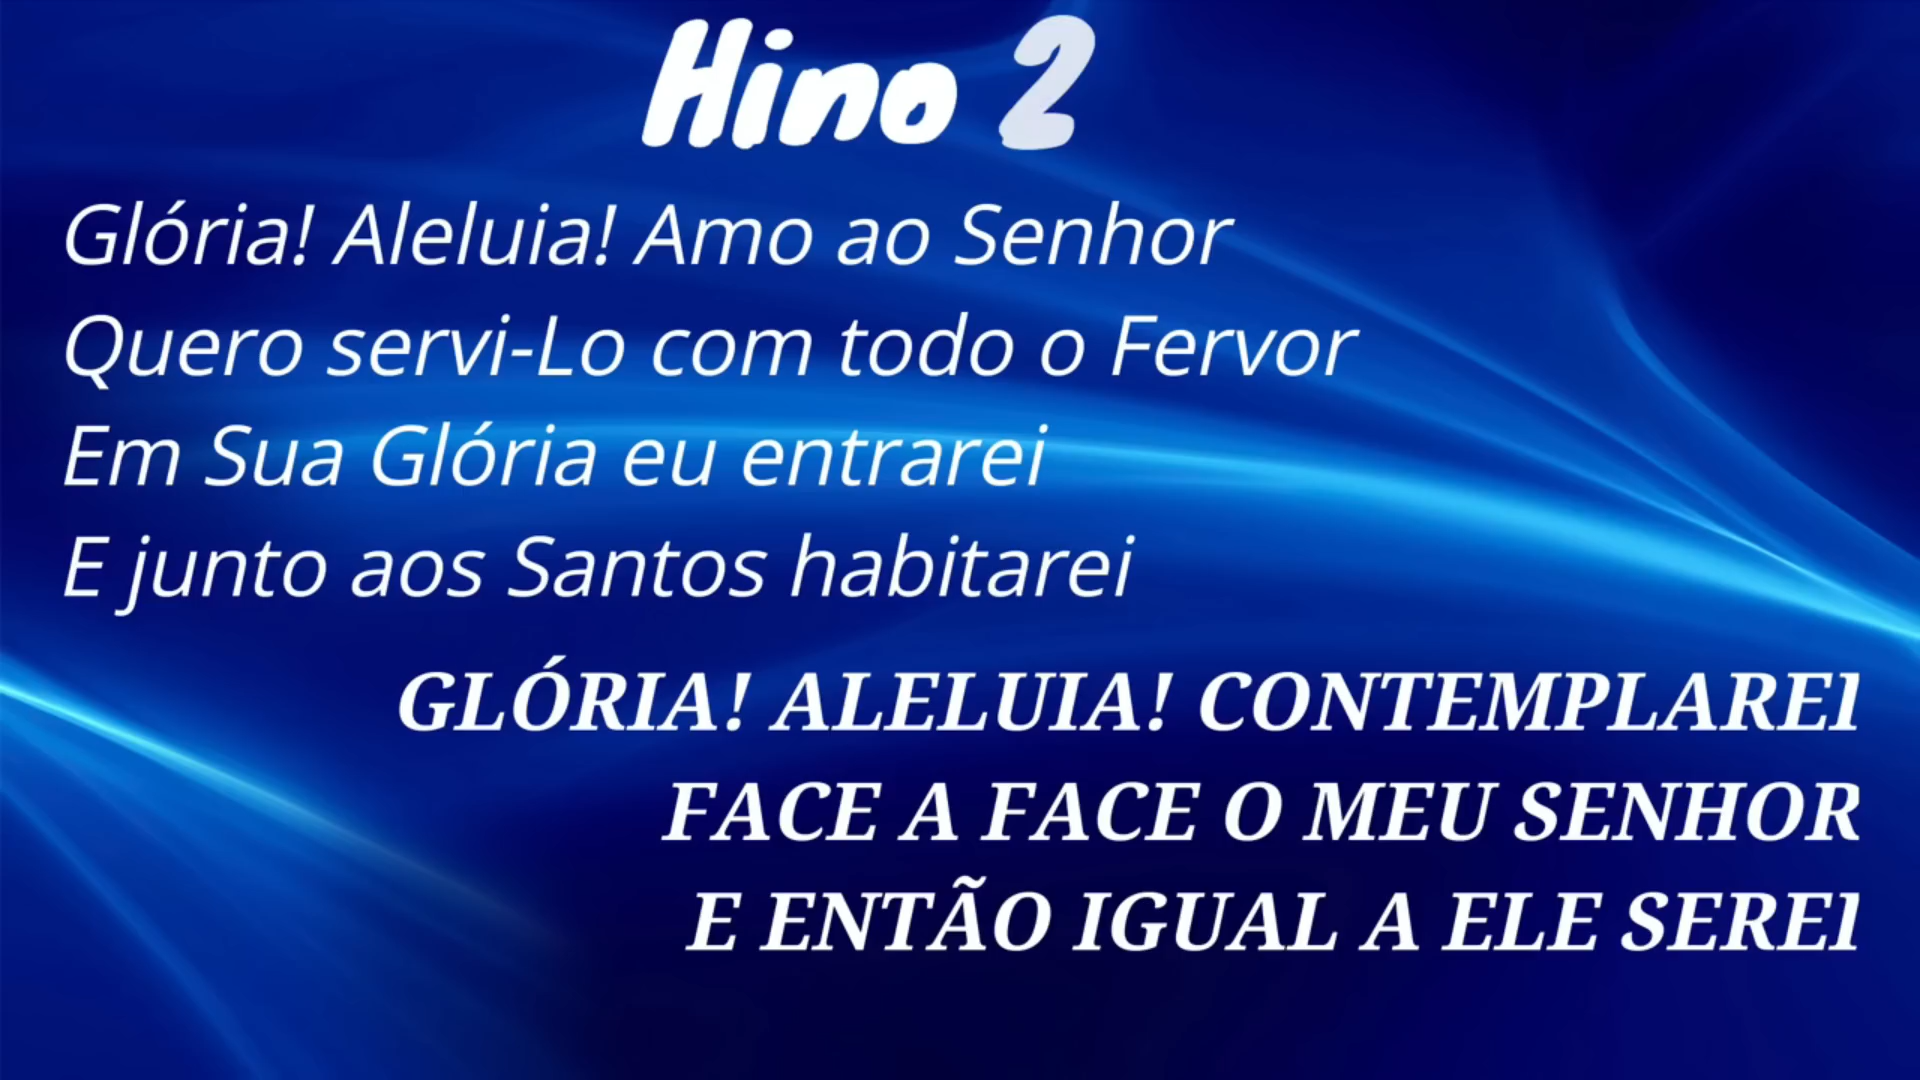 Hino 2
Glória! Aleluia! Amo ao Senhor
Quero servi-Lo com todo o Fervor
Em Sua Glória eu entrarei
E junto aos Santos habitarei
GLÓRIA! ALELUIA! CONTEMPLAREI
FACE A FACE O MEU SENHOR
E ENTÃO IGUAL A ELE SEREI